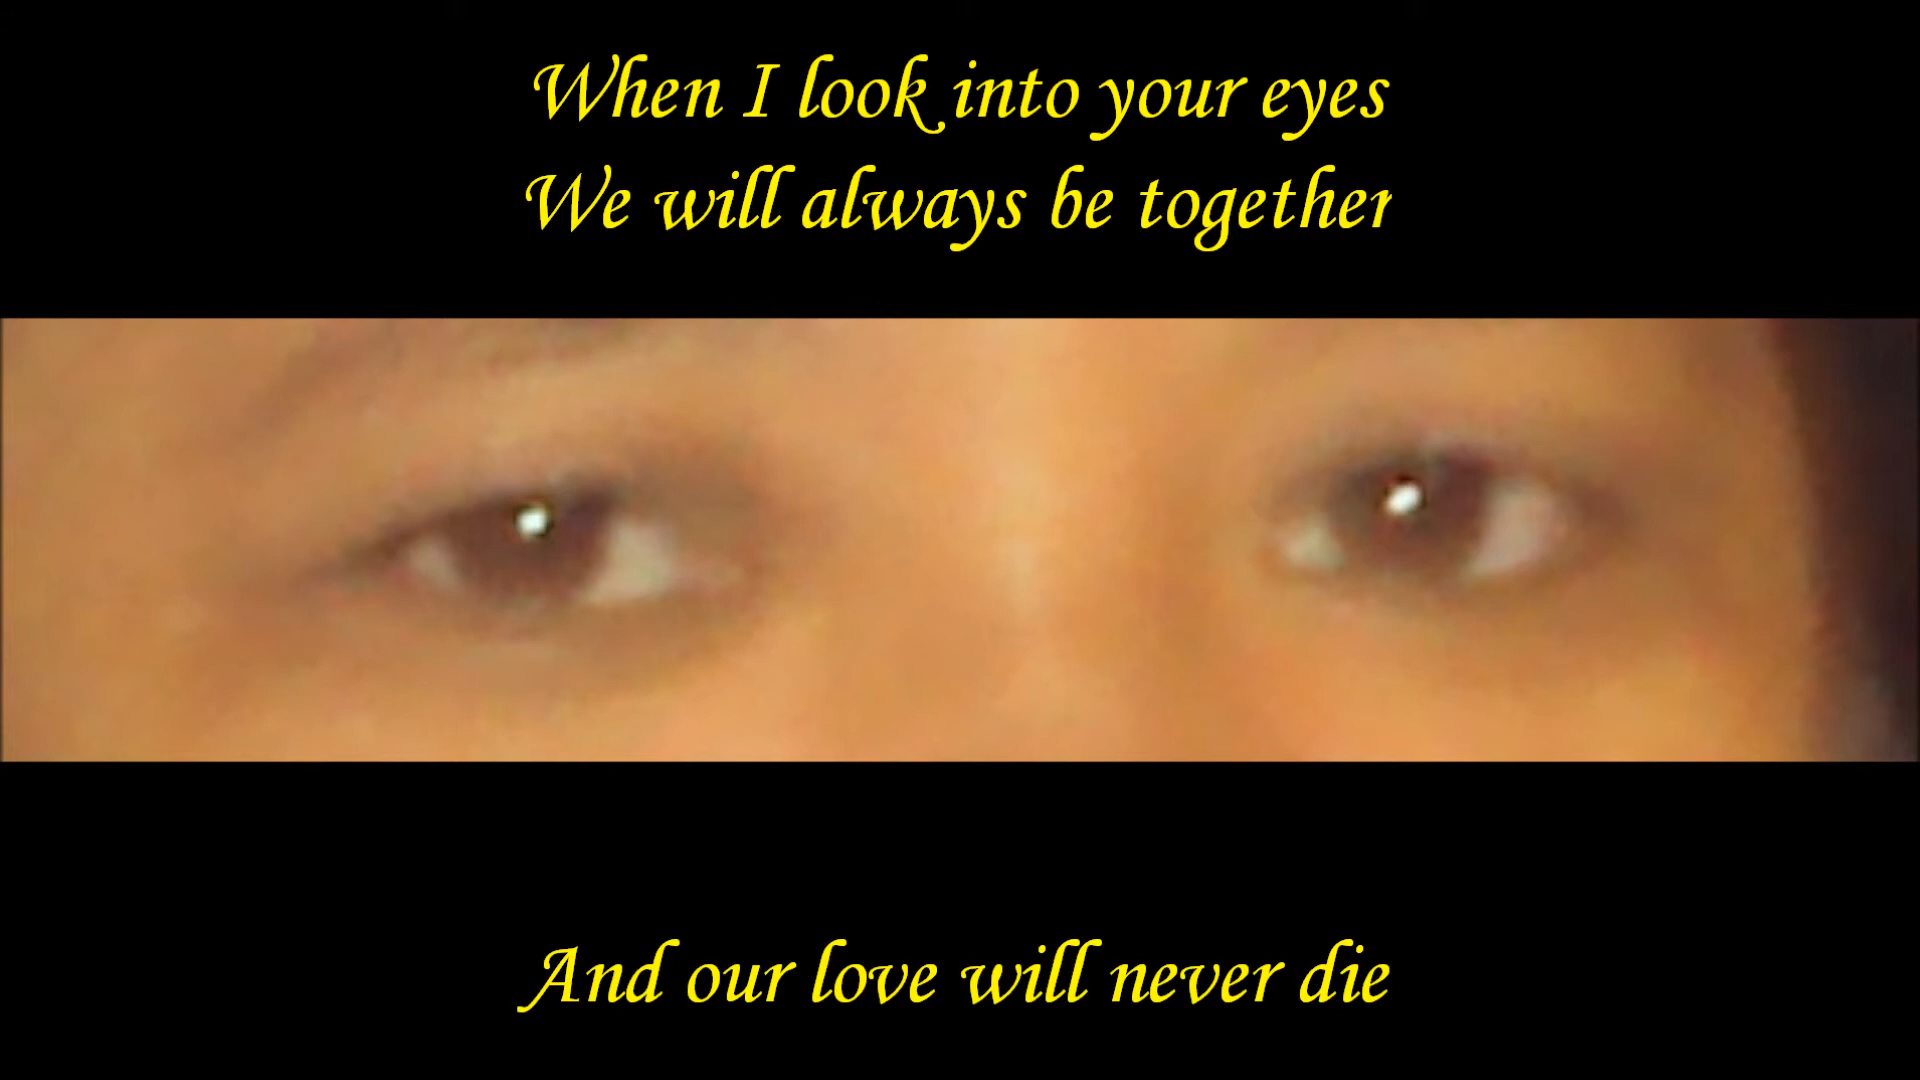 When I look into your eyes
We will always be together
And our love will never die